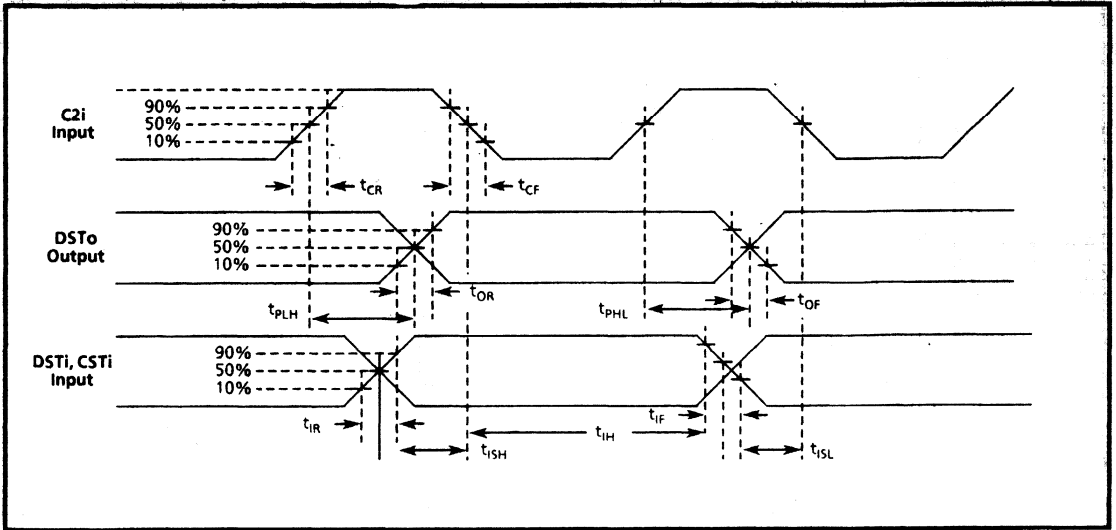 C2i
Input
90%
50%
10%
tCR
tCF
DSTo
Output
90%
50%
10%
tOR
tOF
tPLH
tPHL
DSTi, CSTi
Input
90%
50%
10%
tIR
tISH
tIH
tIF
tISL